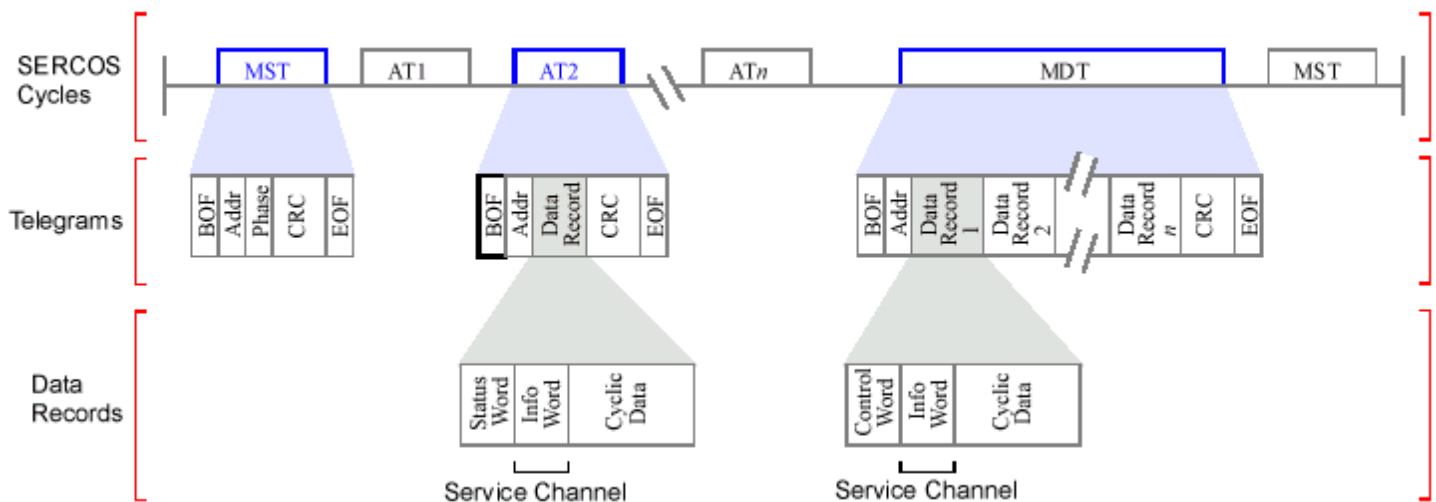 SERCOS
Cycles
MST
AT1
AT2
ATn
MDT
MST
Telegrams
BOF
Addr
Phase
CRC
EOF
BOF
Addr
Data
Record
CRC
EOF
BOF
Addr
Data
Record
1
Data
Record
2
Data
Record
n
CRC
EOF
Data
Records
Status
Word
Info
Word
Cyclic
Data
Control
Word
Info
Word
Cyclic
Data
Service Channel
Service Channel